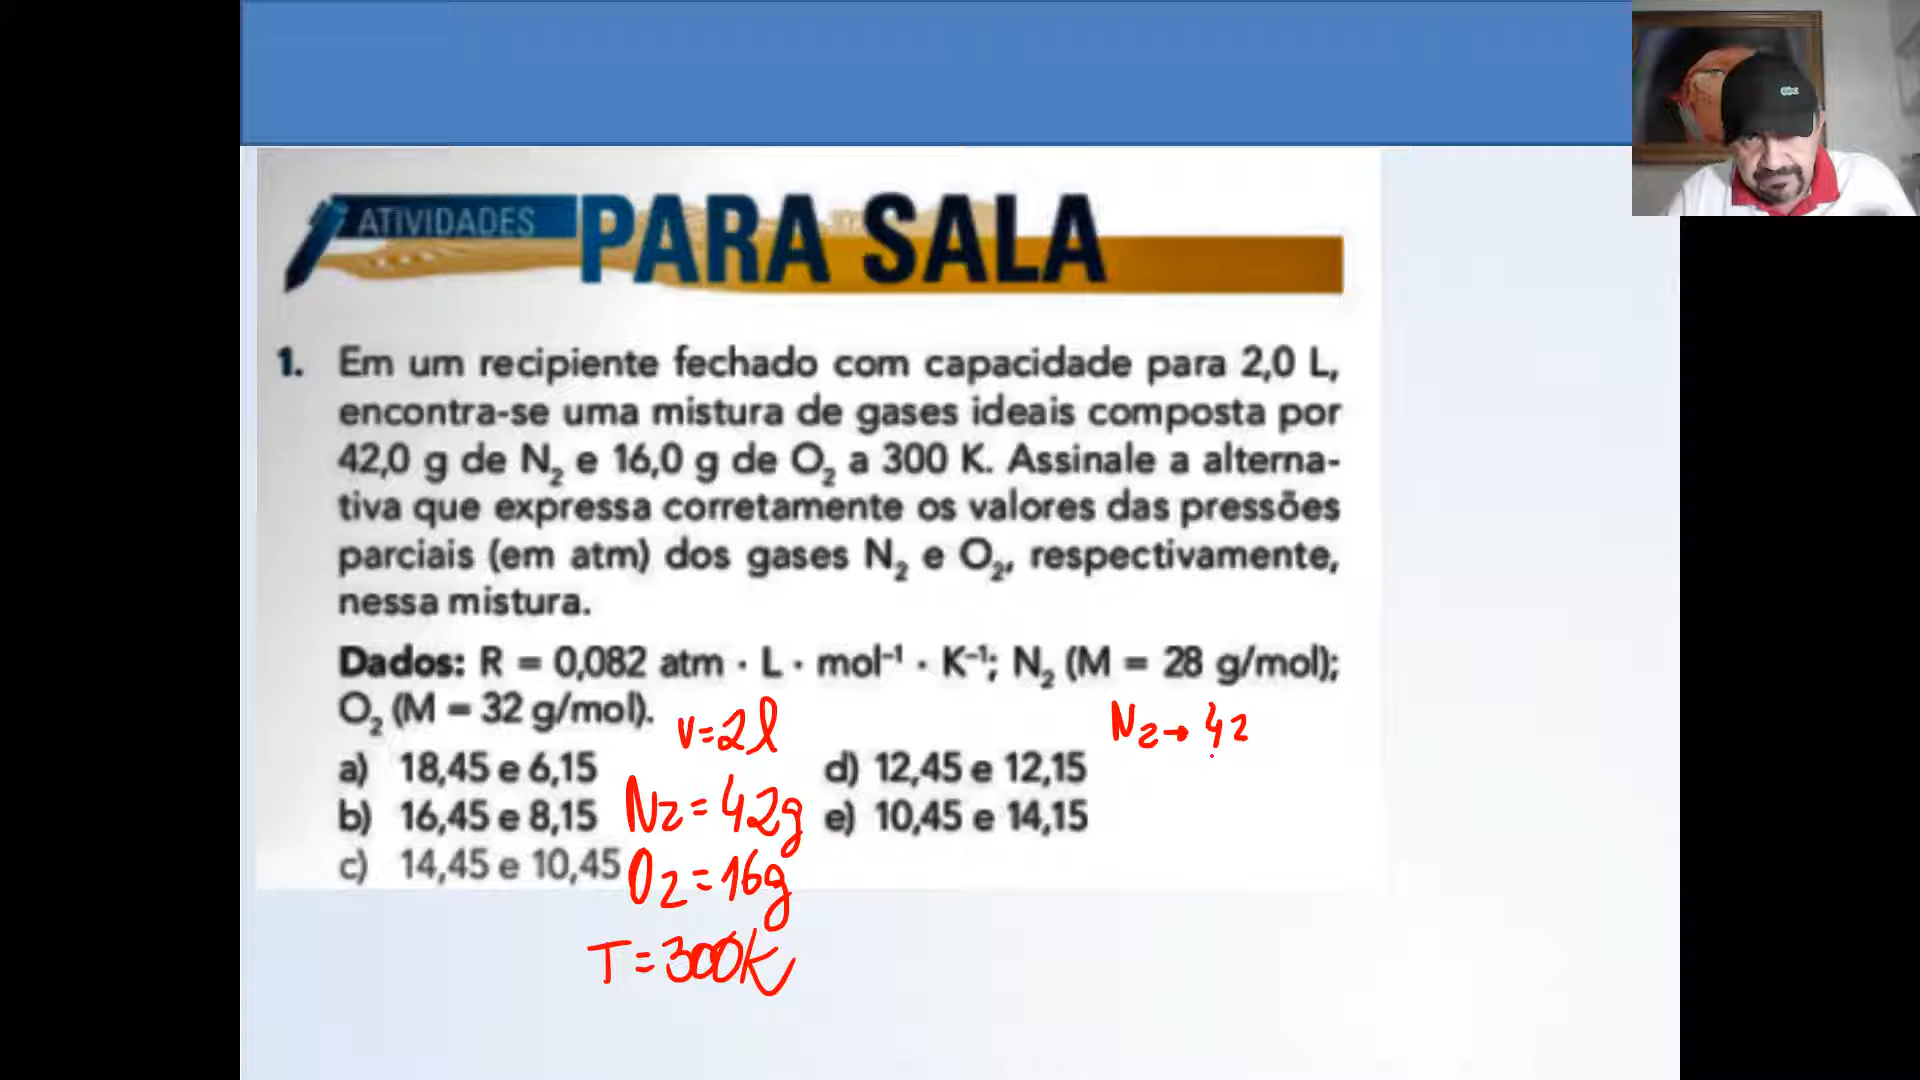 ATIVIDADES PARA SALA
1. Em um recipiente fechado com capacidade para 2,0 L,
encontra-se uma mistura de gases ideais composta por
42,0 g de N₂ e 16,0 g de O₂ a 300 K. Assinale a alterna-
tiva que expressa corretamente os valores das pressões
parciais (em atm) dos gases N₂ e O₂, respectivamente,
nessa mistura.
Dados: R = 0,082 atm · L · mol⁻¹ · K⁻¹; N₂ (M = 28 g/mol);
O₂ (M = 32 g/mol).
V=2l
N2→42
a) 18,45 e 6,15
d) 12,45 e 12,15
b) 16,45 e 8,15
N2=42g
e) 10,45 e 14,15
c) 14,45 e 10,45
O2=16g
T=300K